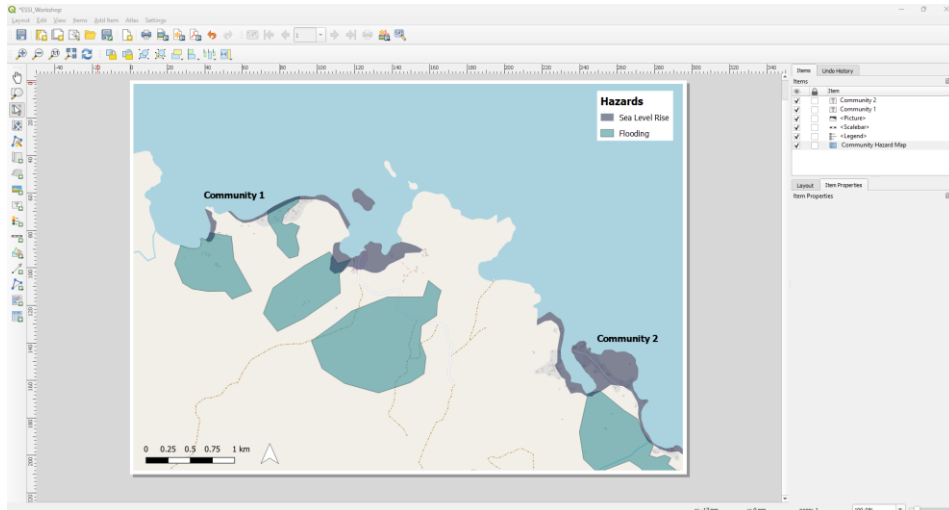 *ESSI_Workshop
Layout Edit View Items Add Item Atlas Settings
Items Undo History
Items
Item
Community 2
Community 1
<Picture>
<Scalebar>
<Legend>
Community Hazard Map
Layout Item Properties
Item Properties
Hazards
Sea Level Rise
Flooding
Community 1
Community 2
0 0.25 0.5 0.75 1 km